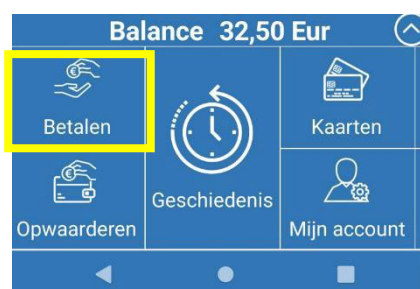 Balance 32,50 Eur
Betalen
Kaarten
Geschiedenis
Opwaarderen
Mijn account